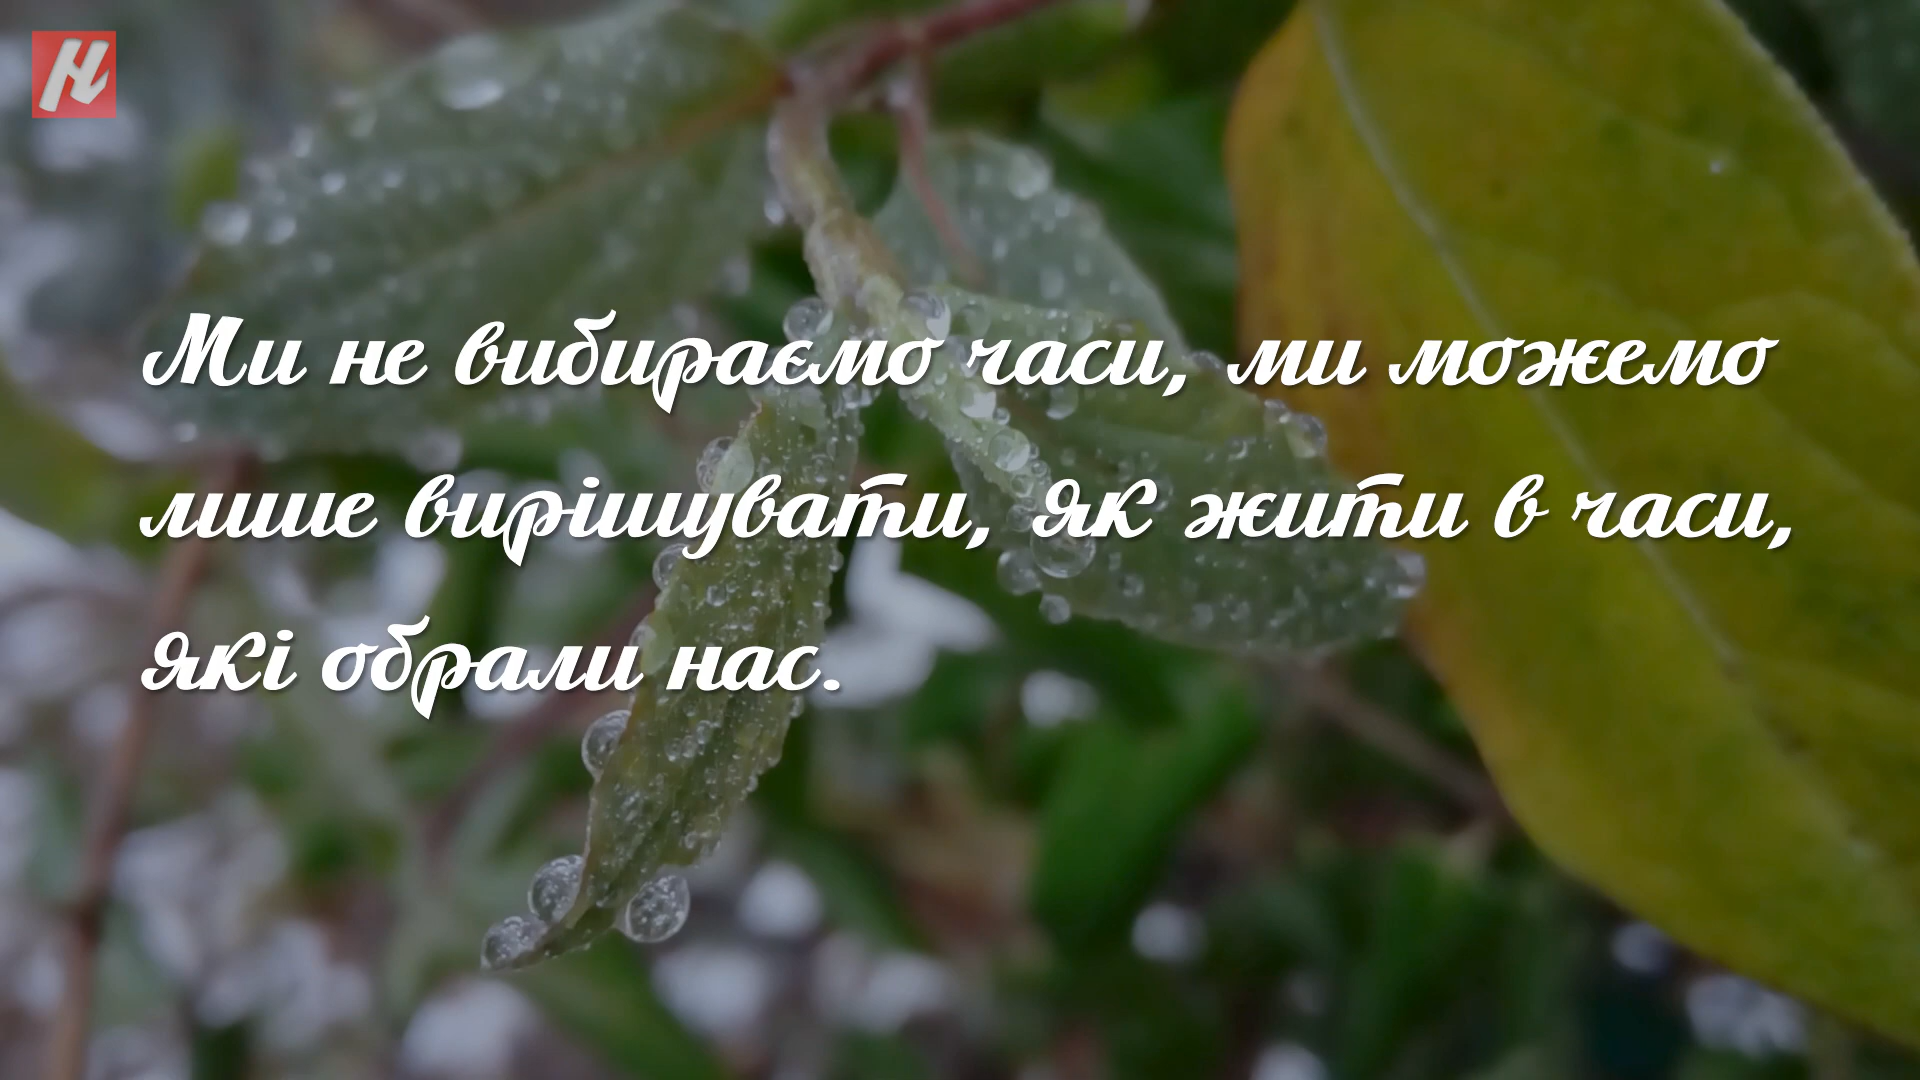 Ми не вибираємо часи, ми можемо
лише вирішувати, як жити в часи,
які обрали нас.